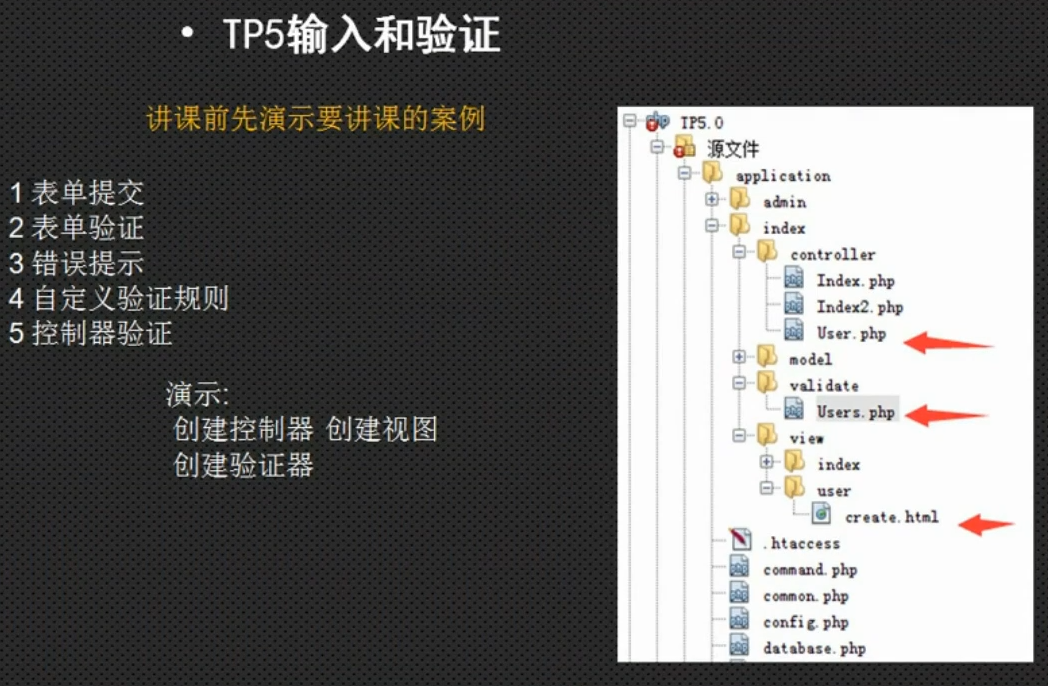 • TP5输入和验证
讲课前先演示要讲课的案例
1 表单提交
2 表单验证
3 错误提示
4 自定义验证规则
5 控制器验证
演示:
创建控制器 创建视图
创建验证器
TP5.0
源文件
application
admin
index
controller
Index.php
Index2.php
User.php
model
validate
Users.php
view
index
user
create.html
.htaccess
command.php
common.php
config.php
database.php